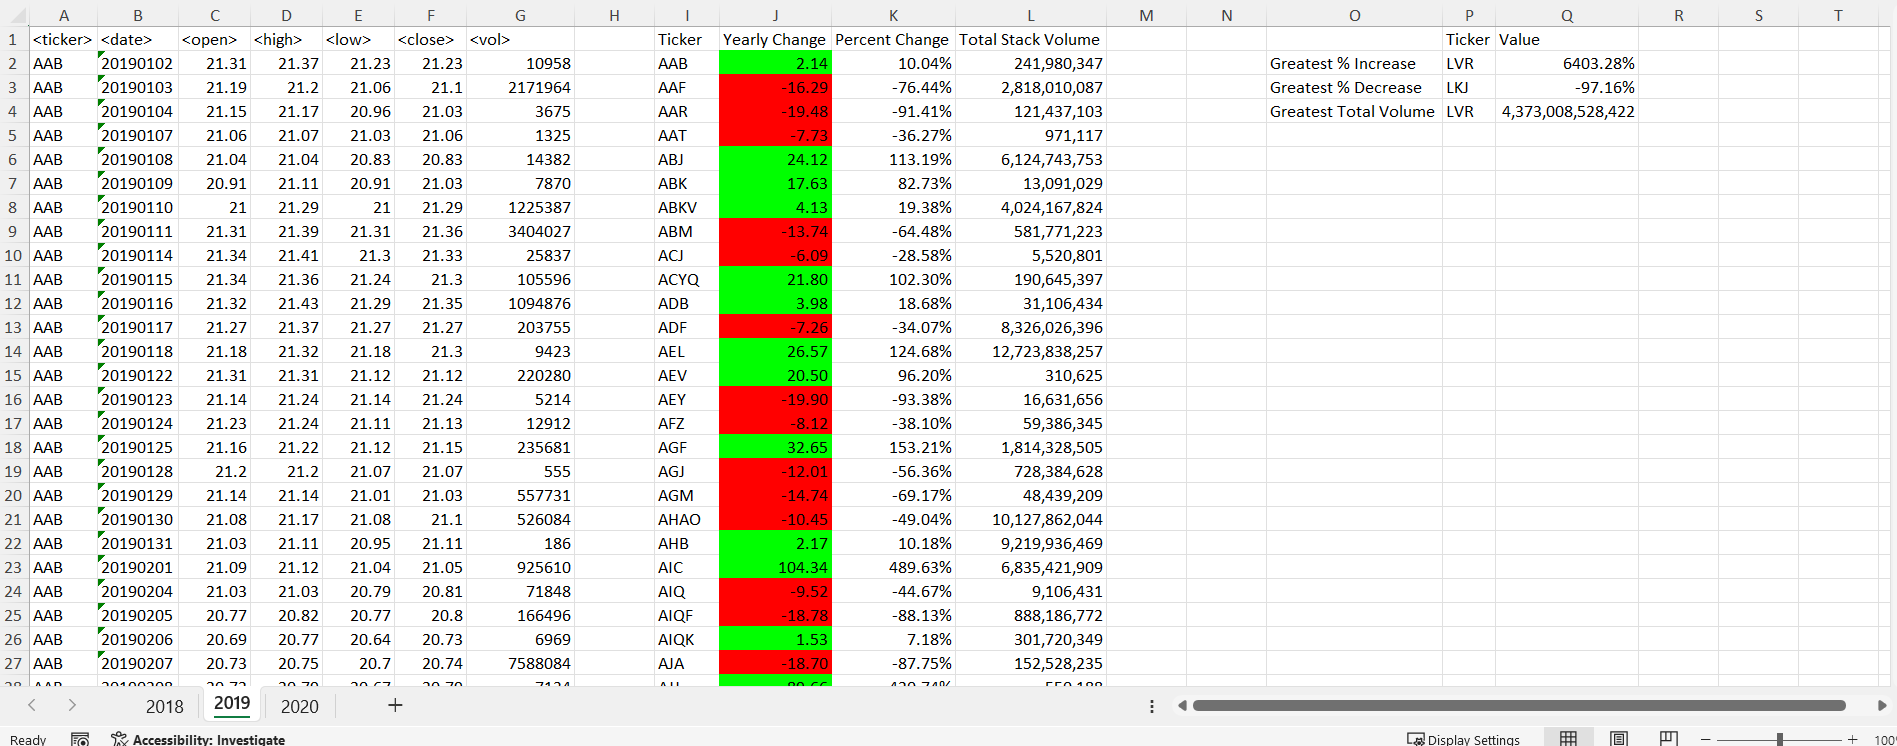 A B C D E F G H I J K L M N O P Q R S T
1 <ticker> <date> <open> <high> <low> <close> <vol> Ticker Yearly Change Percent Change Total Stack Volume Ticker Value
2 AAB 20190102 21.31 21.37 21.23 21.23 10958 AAB 2.14 10.04% 241,980,347 Greatest % Increase LVR 6403.28%
3 AAB 20190103 21.19 21.2 21.06 21.1 2171964 AAF -16.29 -76.44% 2,818,010,087 Greatest % Decrease LKJ -97.16%
4 AAB 20190104 21.15 21.17 20.96 21.03 3675 AAR -19.48 -91.41% 121,437,103 Greatest Total Volume LVR 4,373,008,528,422
5 AAB 20190107 21.06 21.07 21.03 21.06 1325 AAT -7.73 -36.27% 971,117
6 AAB 20190108 21.04 21.04 20.83 20.83 14382 ABJ 24.12 113.19% 6,124,743,753
7 AAB 20190109 20.91 21.11 20.91 21.03 7870 ABK 17.63 82.73% 13,091,029
8 AAB 20190110 21 21.29 21 21.29 1225387 ABKV 4.13 19.38% 4,024,167,824
9 AAB 20190111 21.31 21.39 21.31 21.36 3404027 ABM -13.74 -64.48% 581,771,223
10 AAB 20190114 21.34 21.41 21.3 21.33 25837 ACJ -6.09 -28.58% 5,520,801
11 AAB 20190115 21.34 21.36 21.24 21.3 105596 ACYQ 21.80 102.30% 190,645,397
12 AAB 20190116 21.32 21.43 21.29 21.35 1094876 ADB 3.98 18.68% 31,106,434
13 AAB 20190117 21.27 21.37 21.27 21.27 203755 ADF -7.26 -34.07% 8,326,026,396
14 AAB 20190118 21.18 21.32 21.18 21.3 9423 AEL 26.57 124.68% 12,723,838,257
15 AAB 20190122 21.31 21.31 21.12 21.12 220280 AEV 20.50 96.20% 310,625
16 AAB 20190123 21.14 21.24 21.14 21.24 5214 AEY -19.90 -93.38% 16,631,656
17 AAB 20190124 21.23 21.24 21.11 21.13 12912 AFZ -8.12 -38.10% 59,386,345
18 AAB 20190125 21.16 21.22 21.12 21.15 235681 AGF 32.65 153.21% 1,814,328,505
19 AAB 20190128 21.2 21.2 21.07 21.07 555 AGJ -12.01 -56.36% 728,384,628
20 AAB 20190129 21.14 21.14 21.01 21.03 557731 AGM -14.74 -69.17% 48,439,209
21 AAB 20190130 21.08 21.17 21.08 21.1 526084 AHAO -10.45 -49.04% 10,127,862,044
22 AAB 20190131 21.03 21.11 20.95 21.11 186 AHB 2.17 10.18% 9,219,936,469
23 AAB 20190201 21.09 21.12 21.04 21.05 925610 AIC 104.34 489.63% 6,835,421,909
24 AAB 20190204 21.03 21.03 20.79 20.81 71848 AIQ -9.52 -44.67% 9,106,431
25 AAB 20190205 20.77 20.82 20.77 20.8 166496 AIQF -18.78 -88.13% 888,186,772
26 AAB 20190206 20.69 20.77 20.64 20.73 6969 AIQK 1.53 7.18% 301,720,349
27 AAB 20190207 20.73 20.75 20.7 20.74 7588084 AJA -18.70 -87.75% 152,528,235
2018 2019 2020 +
Ready Accessibility: Investigate Display Settings